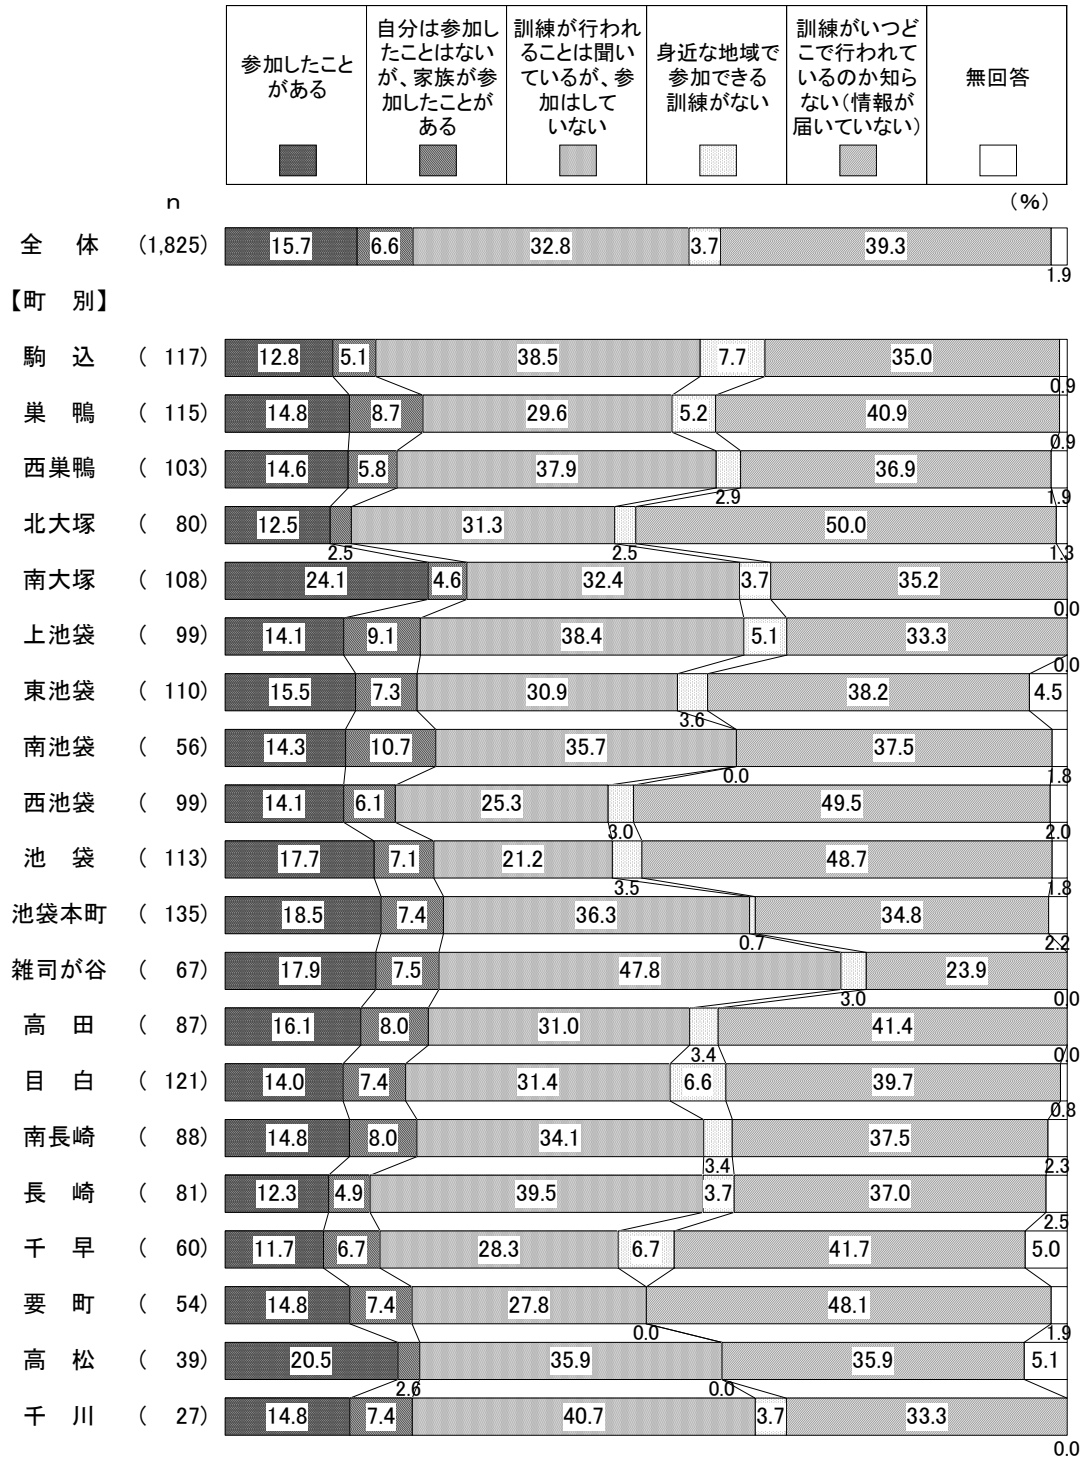 参加したこと
がある
自分は参加し
たことはない
が、家族が参
加したことが
ある
訓練が行われ
ることは聞い
ているが、参
加はして
いない
身近な地域で
参加できる
訓練がない
訓練がいつど
こで行われて
いるのか知ら
ない(情報が
届いていない)
無回答
n (%)
全 体 (1,825) 15.7 6.6 32.8 3.7 39.3 1.9
【町 別】
駒 込 ( 117) 12.8 5.1 38.5 7.7 35.0 0.9
巣 鴨 ( 115) 14.8 8.7 29.6 5.2 40.9 0.9
西巣鴨 ( 103) 14.6 5.8 37.9 2.9 36.9 1.9
北大塚 ( 80) 12.5 2.5 31.3 2.5 50.0 1.3
南大塚 ( 108) 24.1 4.6 32.4 3.7 35.2 0.0
上池袋 ( 99) 14.1 9.1 38.4 5.1 33.3 0.0
東池袋 ( 110) 15.5 7.3 30.9 3.6 38.2 4.5
南池袋 ( 56) 14.3 10.7 35.7 0.0 37.5 1.8
西池袋 ( 99) 14.1 6.1 25.3 3.0 49.5 2.0
池 袋 ( 113) 17.7 7.1 21.2 3.5 48.7 1.8
池袋本町 ( 135) 18.5 7.4 36.3 0.7 34.8 2.2
雑司が谷 ( 67) 17.9 7.5 47.8 3.0 23.9 0.0
高 田 ( 87) 16.1 8.0 31.0 3.4 41.4 0.0
目 白 ( 121) 14.0 7.4 31.4 6.6 39.7 0.8
南長崎 ( 88) 14.8 8.0 34.1 3.4 37.5 2.3
長 崎 ( 81) 12.3 4.9 39.5 3.7 37.0 2.5
千 早 ( 60) 11.7 6.7 28.3 6.7 41.7 5.0
要 町 ( 54) 14.8 7.4 27.8 0.0 48.1 1.9
高 松 ( 39) 20.5 2.6 35.9 0.0 35.9 5.1
千 川 ( 27) 14.8 7.4 40.7 3.7 33.3 0.0